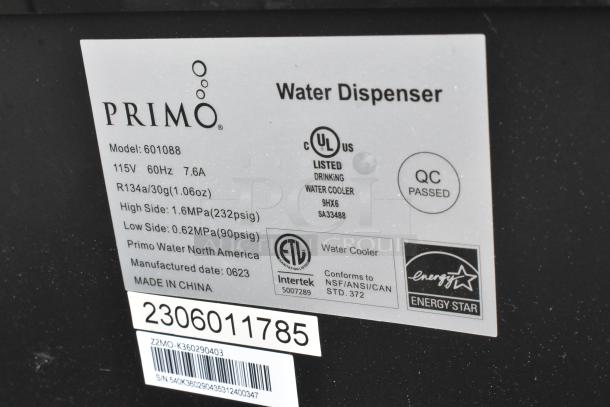 PRIMO®
Water Dispenser
Model: 601088
115V 60Hz 7.6A
R134a/30g(1.06oz)
High Side: 1.6MPa(232psig)
Low Side: 0.62MPa(90psig)
Primo Water North America
Manufactured date: 0623
MADE IN CHINA
C UL US
LISTED
DRINKING
WATER COOLER
9HX6
SA33488
QC
PASSED
ETL
Intertek
5007289
Water Cooler
Conforms to
NSF/ANSI/CAN
STD. 372
energy
ENERGY STAR
2306011785
Z2MO-K360290403
S/N:540K360290435312400347